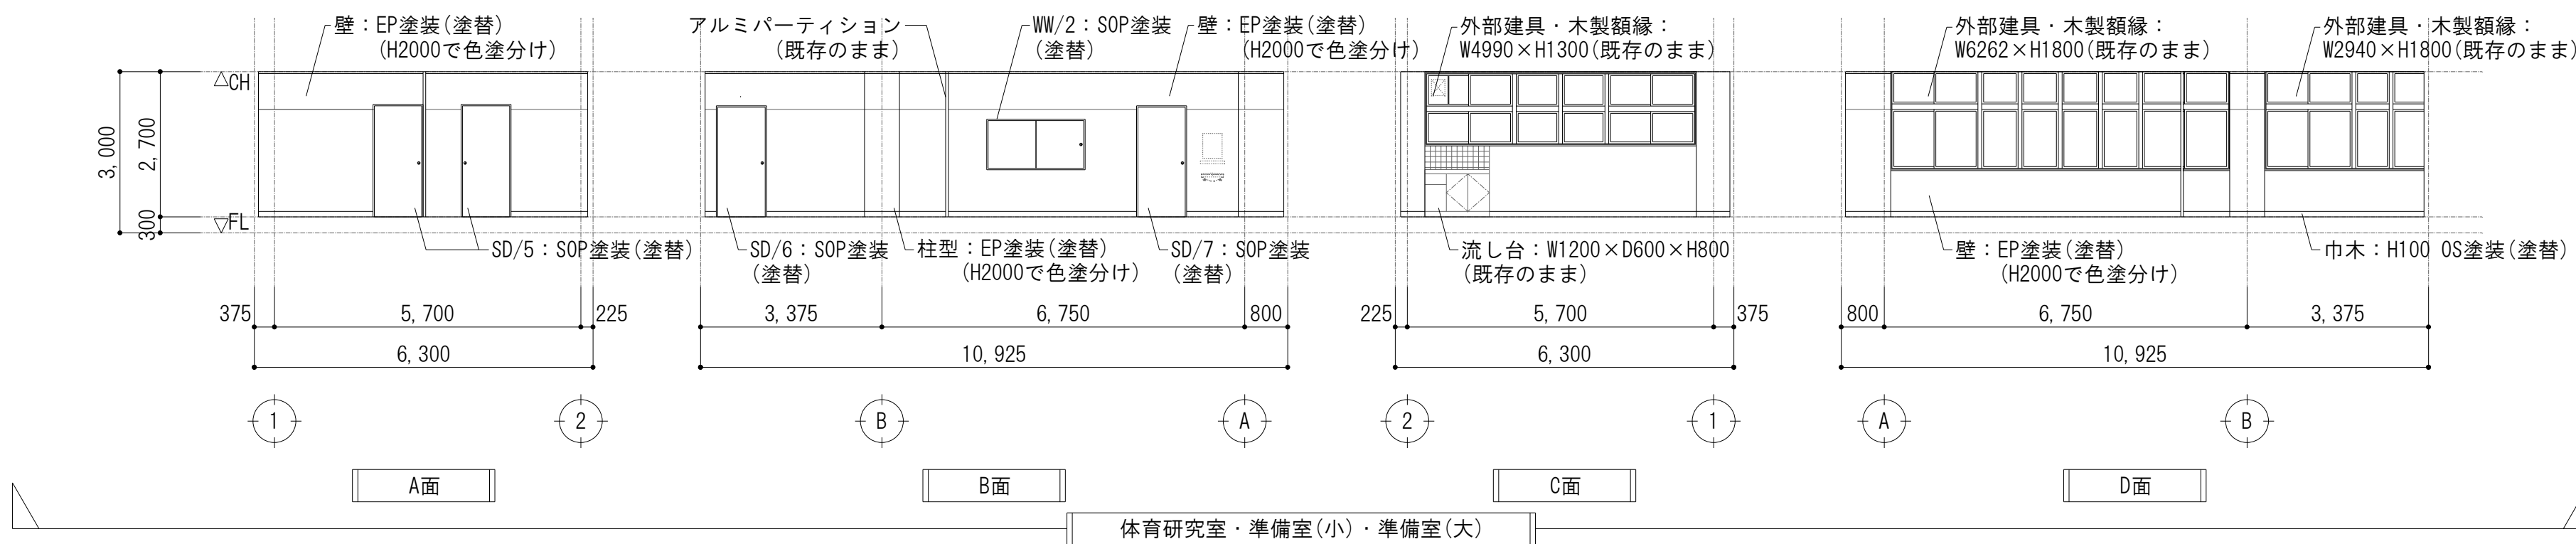 壁：EP塗装(塗替)
(H2000で色塗分け)
アルミパーティション
(既存のまま)
WW/2：SOP塗装
(塗替)
壁：EP塗装(塗替)
(H2000で色塗分け)
外部建具・木製額縁：
W4990×H1300(既存のまま)
外部建具・木製額縁：
W6262×H1800(既存のまま)
外部建具・木製額縁：
W2940×H1800(既存のまま)
△CH
3,000
2,700
300
▽FL
SD/5：SOP塗装(塗替)
SD/6：SOP塗装
(塗替)
柱型：EP塗装(塗替)
(H2000で色塗分け)
SD/7：SOP塗装
(塗替)
流し台：W1200×D600×H800
(既存のまま)
壁：EP塗装(塗替)
(H2000で色塗分け)
巾木：H100 OS塗装(塗替)
375 5,700 225
3,375 6,750 800
225 5,700 375
800 6,750 3,375
6,300
10,925
6,300
10,925
1 2
B A
2 1
A B
A面
B面
C面
D面
体育研究室・準備室(小)・準備室(大)